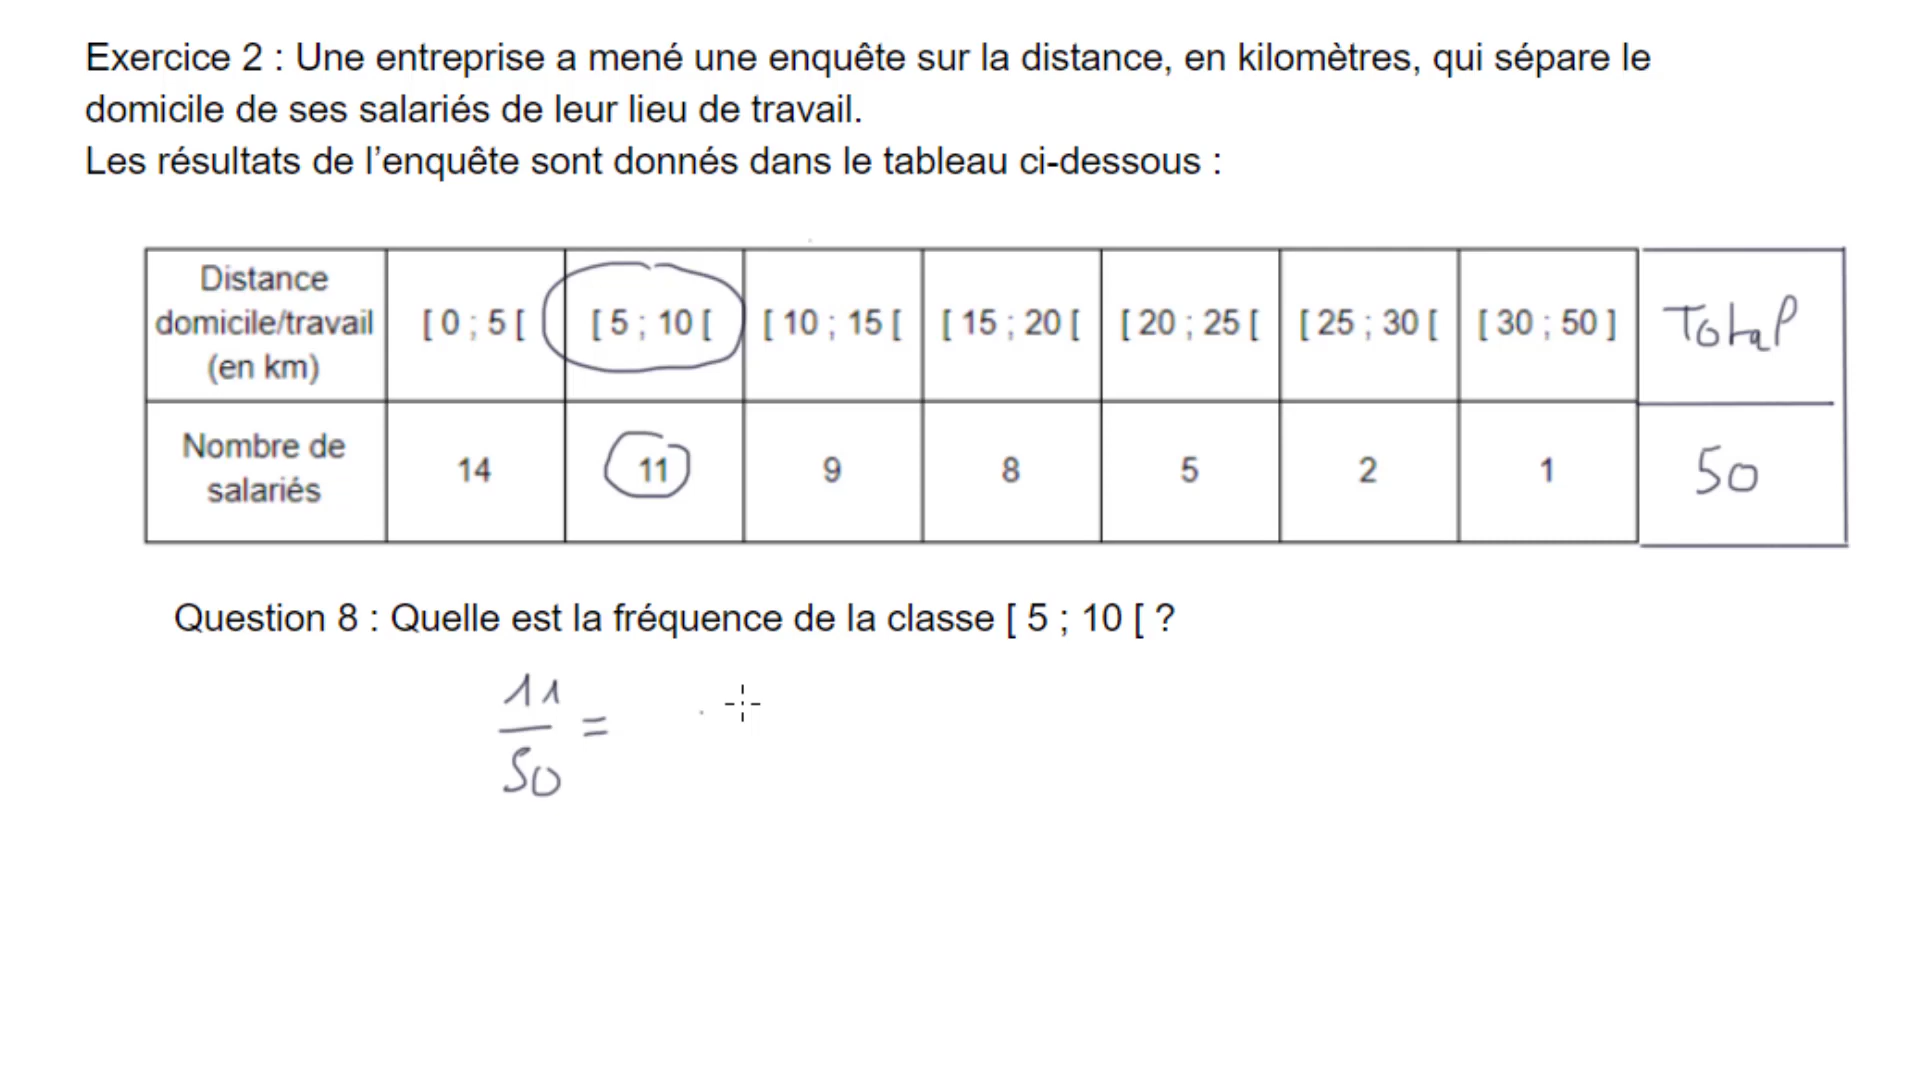 Exercice 2 : Une entreprise a mené une enquête sur la distance, en kilomètres, qui sépare le
domicile de ses salariés de leur lieu de travail.
Les résultats de l’enquête sont donnés dans le tableau ci-dessous :
Distance domicile/travail (en km) [ 0 ; 5 [ [ 5 ; 10 [ [ 10 ; 15 [ [ 15 ; 20 [ [ 20 ; 25 [ [ 25 ; 30 [ [ 30 ; 50 ] Total
Nombre de salariés 14 11 9 8 5 2 1 50
Question 8 : Quelle est la fréquence de la classe [ 5 ; 10 [ ?
11/50 =